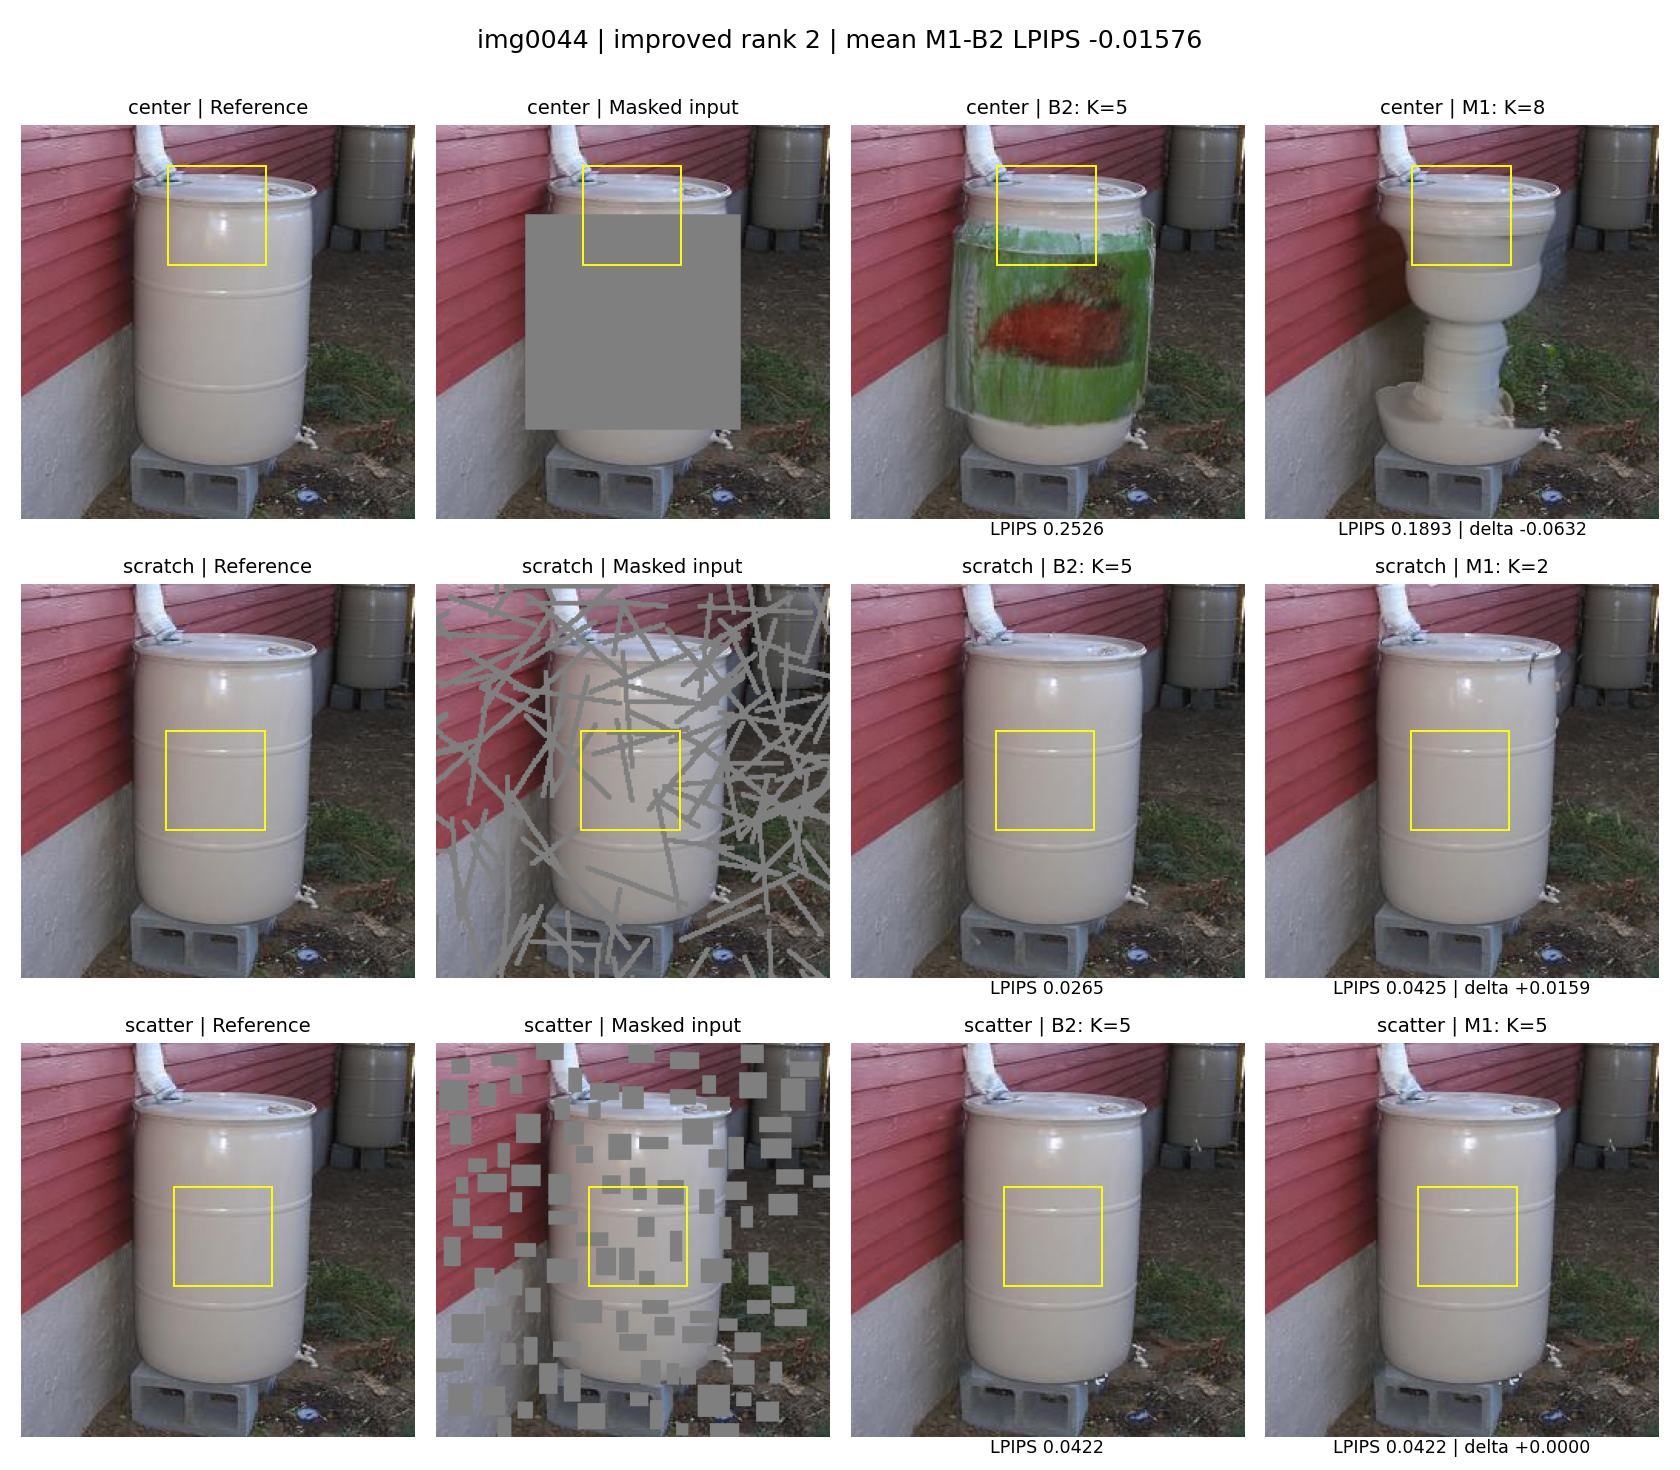 img0044 | improved rank 2 | mean M1-B2 LPIPS -0.01576
center | Reference
center | Masked input
center | B2: K=5
center | M1: K=8
LPIPS 0.2526
LPIPS 0.1893 | delta -0.0632
scratch | Reference
scratch | Masked input
scratch | B2: K=5
scratch | M1: K=2
LPIPS 0.0265
LPIPS 0.0425 | delta +0.0159
scatter | Reference
scatter | Masked input
scatter | B2: K=5
scatter | M1: K=5
LPIPS 0.0422
LPIPS 0.0422 | delta +0.0000